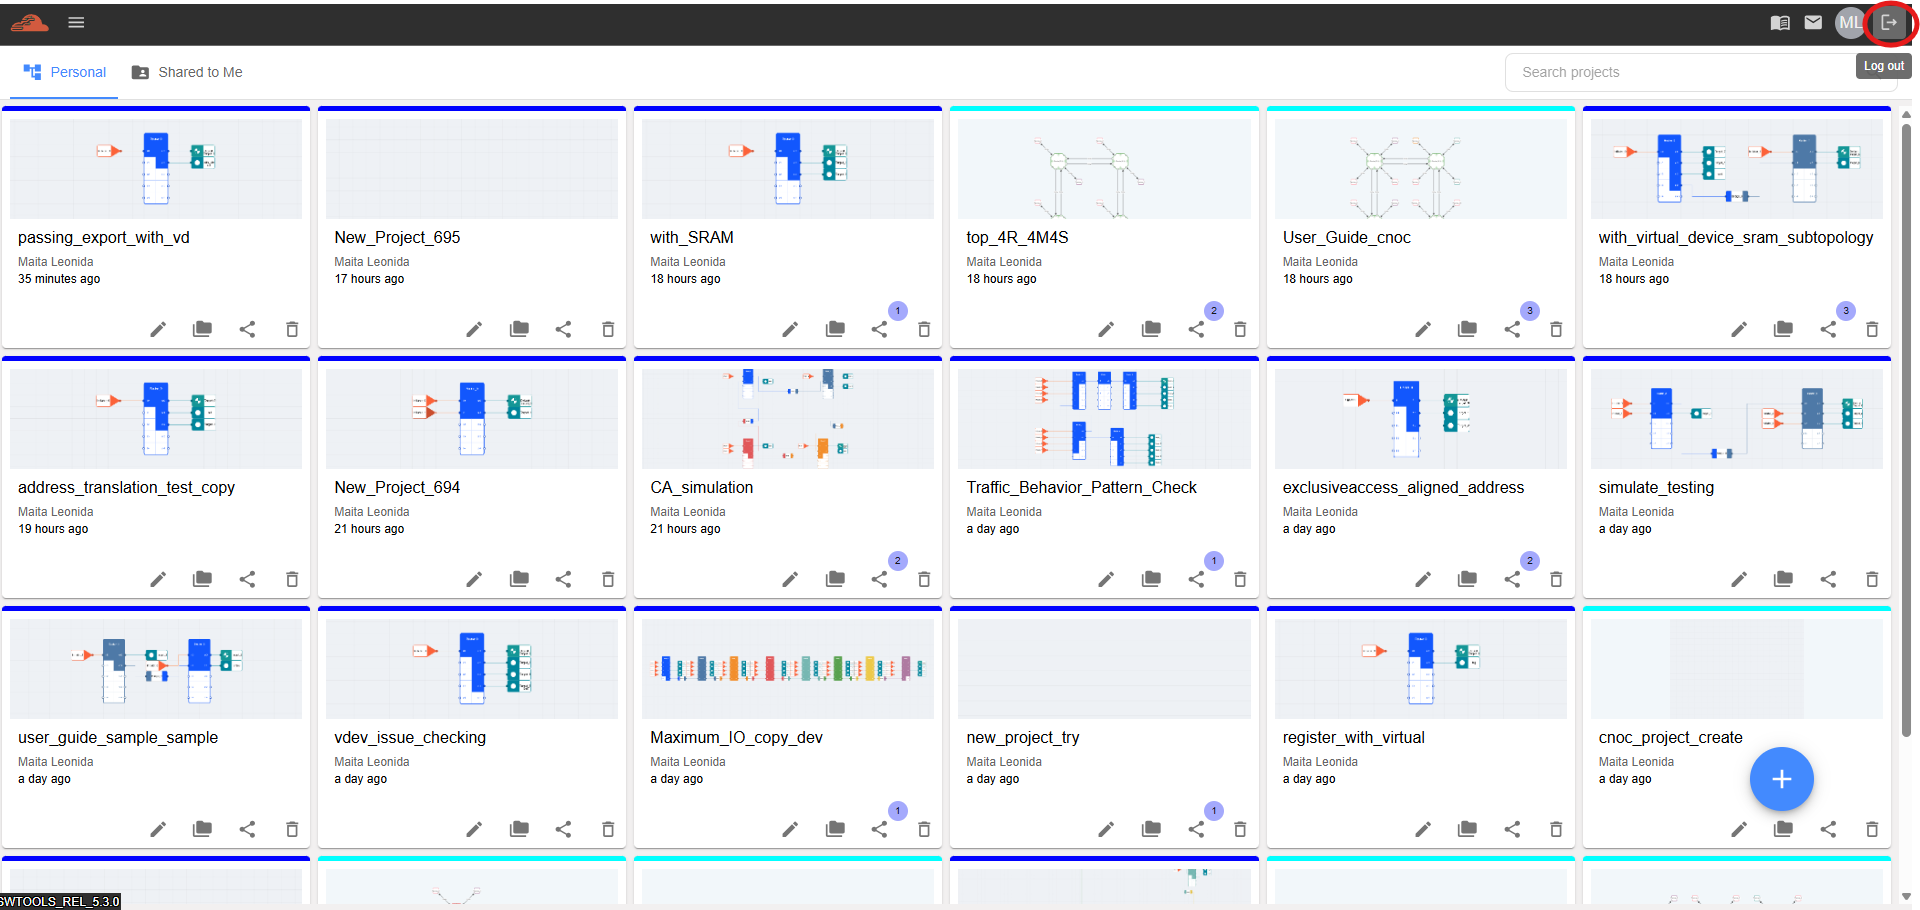 ML
Personal
Shared to Me
Search projects
Log out
passing_export_with_vd
Maita Leonida
35 minutes ago
New_Project_695
Maita Leonida
17 hours ago
with_SRAM
Maita Leonida
18 hours ago
1
top_4R_4M4S
Maita Leonida
18 hours ago
2
User_Guide_cnoc
Maita Leonida
18 hours ago
3
with_virtual_device_sram_subtopology
Maita Leonida
18 hours ago
3
address_translation_test_copy
Maita Leonida
19 hours ago
New_Project_694
Maita Leonida
21 hours ago
CA_simulation
Maita Leonida
21 hours ago
2
Traffic_Behavior_Pattern_Check
Maita Leonida
a day ago
1
exclusiveaccess_aligned_address
Maita Leonida
a day ago
2
simulate_testing
Maita Leonida
a day ago
user_guide_sample_sample
Maita Leonida
a day ago
vdev_issue_checking
Maita Leonida
a day ago
Maximum_IO_copy_dev
Maita Leonida
a day ago
1
new_project_try
Maita Leonida
a day ago
1
register_with_virtual
Maita Leonida
a day ago
cnoc_project_create
Maita Leonida
a day ago
SWTOOLS_REL_5.3.0